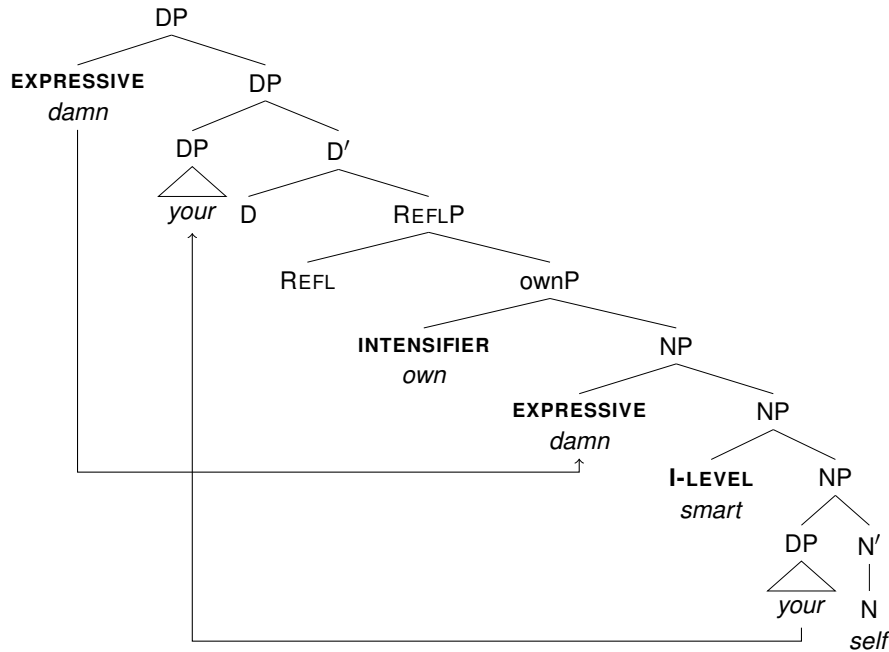 DP
EXPRESSIVE DP
damn
DP D′
your D REFLP
REFL ownP
INTENSIFIER NP
own
EXPRESSIVE NP
damn
I-LEVEL NP
smart
DP N′
your N
self